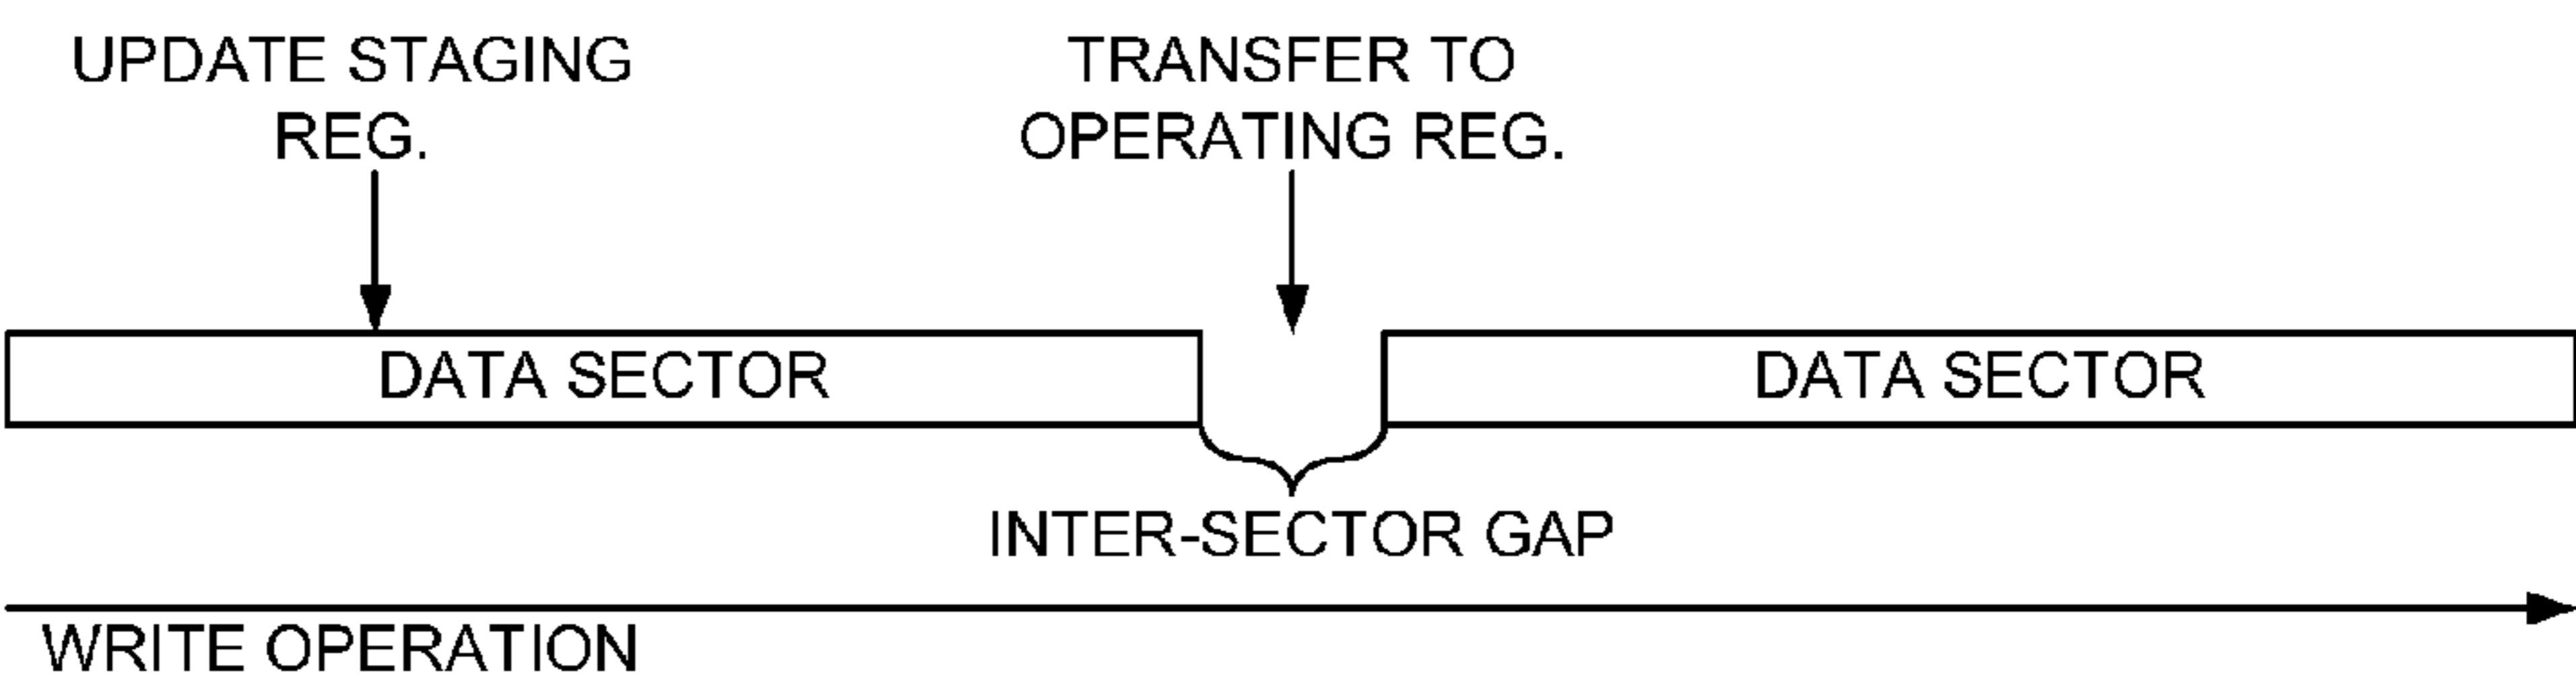 UPDATE STAGING
REG.
TRANSFER TO
OPERATING REG.
DATA SECTOR
DATA SECTOR
INTER-SECTOR GAP
WRITE OPERATION